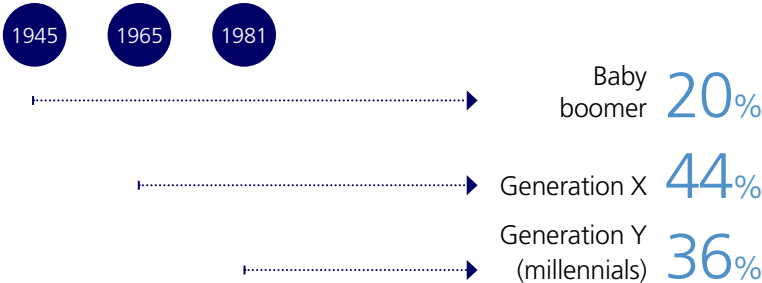 1945 1965 1981
Baby
boomer 20%
Generation X 44%
Generation Y
(millennials) 36%